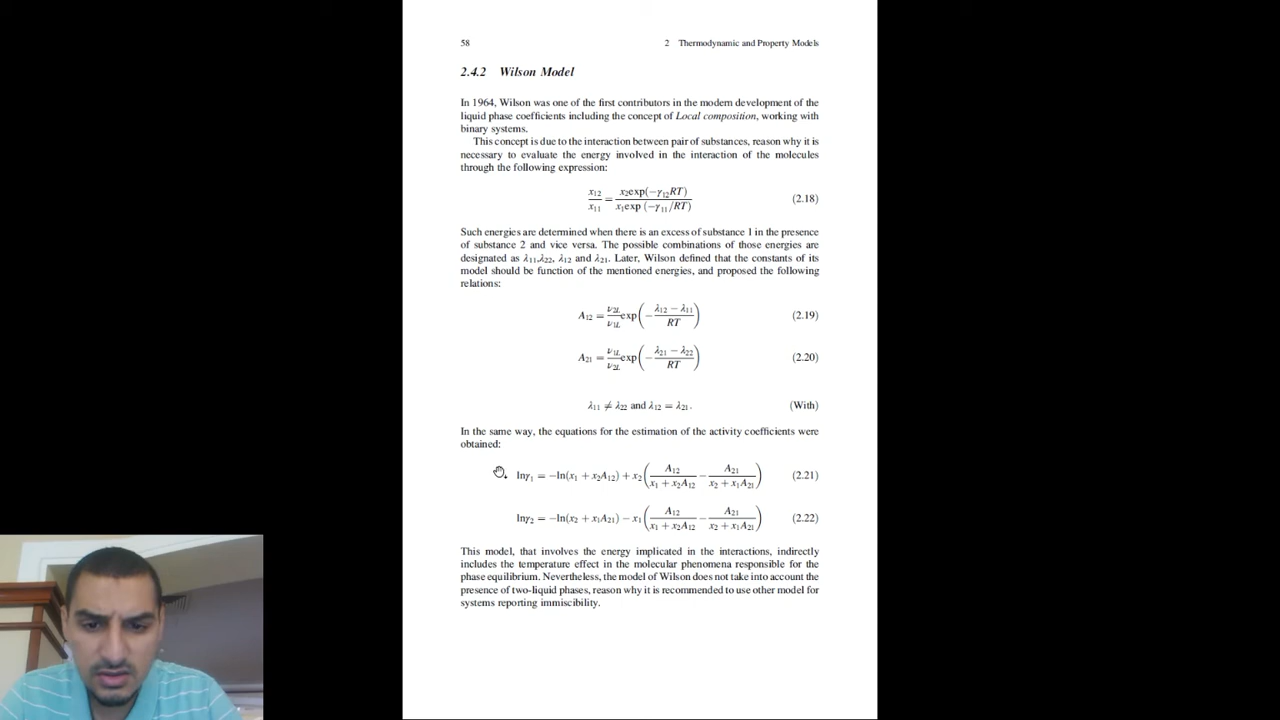 58
2 Thermodynamic and Property Models
2.4.2 Wilson Model
In 1964, Wilson was one of the first contributors in the modern development of the
liquid phase coefficients including the concept of Local composition, working with
binary systems.
This concept is due to the interaction between pair of substances, reason why it is
necessary to evaluate the energy involved in the interaction of the molecules
through the following expression:
x₁₂/x₁₁ = x₂exp(−γ₁₂RT)/x₁exp (−γ₁₁/RT) (2.18)
Such energies are determined when there is an excess of substance 1 in the presence
of substance 2 and vice versa. The possible combinations of those energies are
designated as λ₁₁,λ₂₂, λ₁₂ and λ₂₁. Later, Wilson defined that the constants of its
model should be function of the mentioned energies, and proposed the following
relations:
A₁₂ = ν₂L/ν₁L exp(−(λ₁₂ − λ₁₁)/RT) (2.19)
A₂₁ = ν₁L/ν₂L exp(−(λ₂₁ − λ₂₂)/RT) (2.20)
λ₁₁ ≠ λ₂₂ and λ₁₂ = λ₂₁. (With)
In the same way, the equations for the estimation of the activity coefficients were
obtained:
lnγ₁ = −ln(x₁ + x₂A₁₂) + x₂(A₁₂/(x₁ + x₂A₁₂) − A₂₁/(x₂ + x₁A₂₁)) (2.21)
lnγ₂ = −ln(x₂ + x₁A₂₁) − x₁(A₁₂/(x₁ + x₂A₁₂) − A₂₁/(x₂ + x₁A₂₁)) (2.22)
This model, that involves the energy implicated in the interactions, indirectly
includes the temperature effect in the molecular phenomena responsible for the
phase equilibrium. Nevertheless, the model of Wilson does not take into account the
presence of two-liquid phases, reason why it is recommended to use other model for
systems reporting immiscibility.